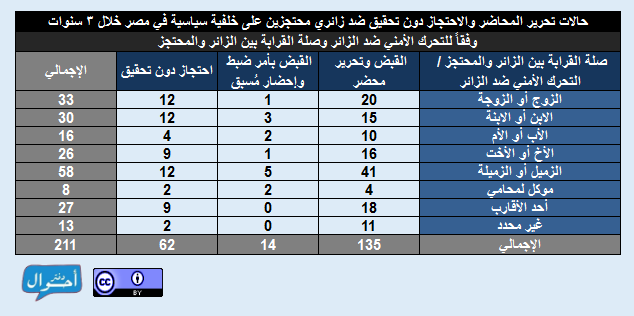 حالات تحرير المحاضر والاحتجاز دون تحقيق ضد زائري محتجزين على خلفية سياسية في مصر خلال ٣ سنوات
وفقاً للتحرك الأمني ضد الزائر وصلة القرابة بين الزائر والمحتجز
صلة القرابة بين الزائر والمحتجز / التحرك الأمني ضد الزائر القبض وتحرير محضر القبض بأمر ضبط وإحضار مُسبق احتجاز دون تحقيق الإجمالي
الزوج أو الزوجة 20 1 12 33
الابن أو الابنة 15 3 12 30
الأب أو الأم 10 2 4 16
الأخ أو الأخت 16 1 9 26
الزميل أو الزميلة 41 5 12 58
موكل لمحامي 4 2 2 8
أحد الأقارب 18 0 9 27
غير محدد 11 0 2 13
الإجمالي 135 14 62 211
دفتر أحوال
cc BY